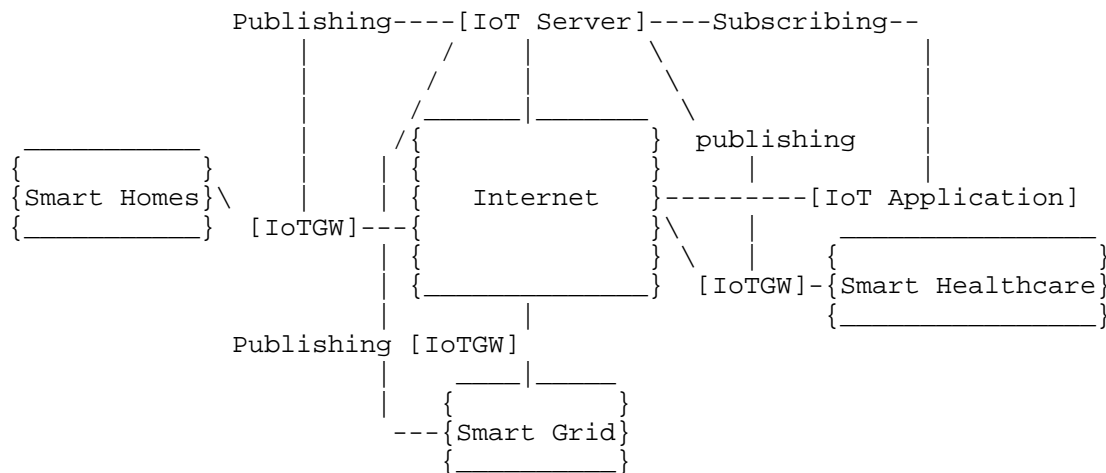 Publishing----[IoT Server]----Subscribing--
publishing
Smart Homes
Internet
[IoT Application]
[IoTGW]
[IoTGW]
Smart Healthcare
Publishing [IoTGW]
Smart Grid